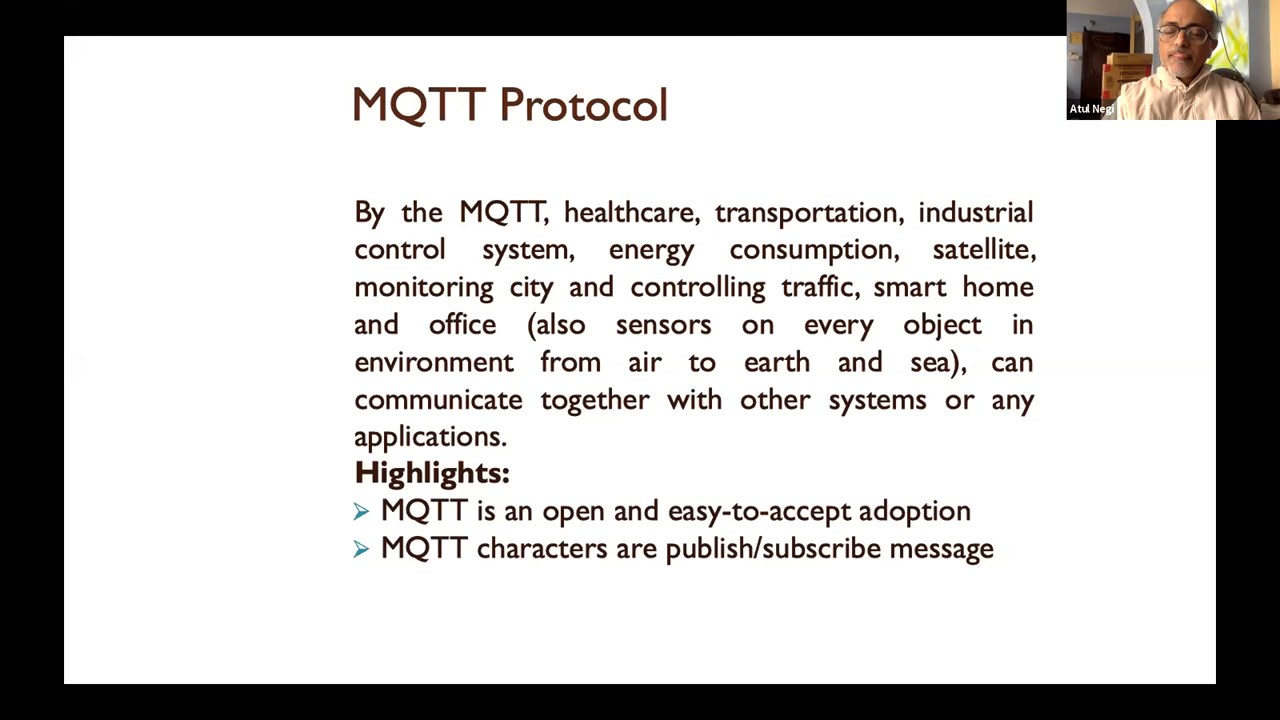 MQTT Protocol
Atul Negi
By the MQTT, healthcare, transportation, industrial
control system, energy consumption, satellite,
monitoring city and controlling traffic, smart home
and office (also sensors on every object in
environment from air to earth and sea), can
communicate together with other systems or any
applications.
Highlights:
➢ MQTT is an open and easy-to-accept adoption
➢ MQTT characters are publish/subscribe message